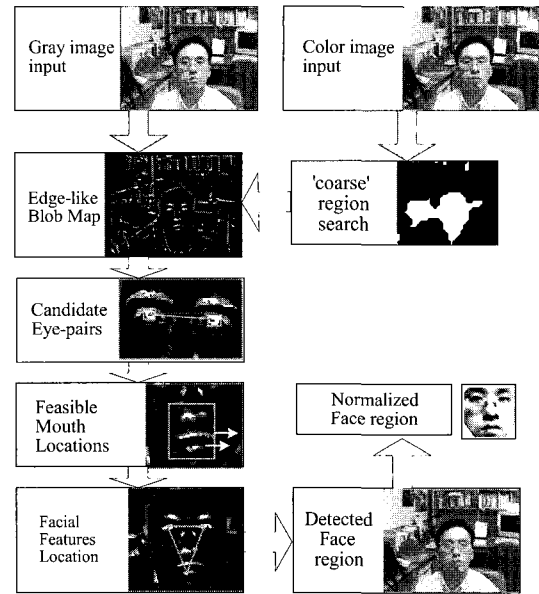 Gray image
input
Color image
input
Edge-like
Blob Map
'coarse'
region
search
Candidate
Eye-pairs
Feasible
Mouth
Locations
Normalized
Face region
Facial
Features
Location
Detected
Face
region